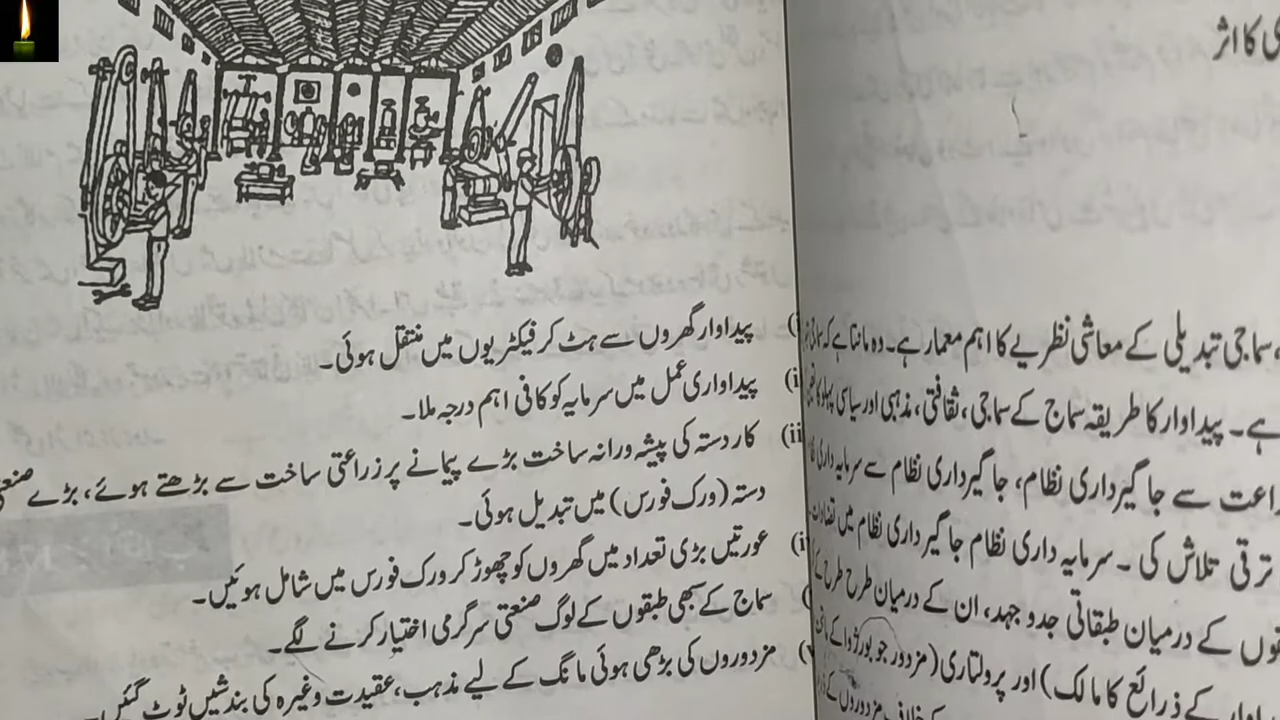 پیداوار گھروں سے ہٹ کر فیکٹریوں میں منتقل ہوئی۔
پیداواری عمل میں سرمایہ کو کافی اہم درجہ ملا۔
کار دستہ کی پیشہ ورانہ ساخت بڑے پیمانے پر زراعتی ساخت سے بڑھتے ہوئے، بڑے صنعتی
دستہ (ورک فورس) میں تبدیل ہوئی۔
عورتیں بڑی تعداد میں گھروں کو چھوڑ کر ورک فورس میں شامل ہوئیں۔
سماج کے سبھی طبقوں کے لوگ صنعتی سرگرمی اختیار کرنے لگے۔
مزدوروں کی بڑھی ہوئی مانگ کے لیے مذہب، عقیدت وغیرہ کی بندشیں ٹوٹ گئیں۔
کا اثر
سماجی تبدیلی کے معاشی نظریے کا اہم معمار ہے۔ وہ مانتا ہے کہ
ہے۔ پیداوار کا طریقہ سماج کے سماجی، ثقافتی، مذہبی اور سیاسی پہلو
سے جاگیرداری نظام، جاگیرداری نظام سے سرمایہ داری
ترقی تلاش کی ۔ سرمایہ داری نظام جاگیرداری نظام میں
کے درمیان طبقاتی جدوجہد، ان کے درمیان طرح طرح کے
کے ذرائع کا مالک) اور پرولتاری (مزدور جو بورژوا کے
خلاف مزدوروں کے